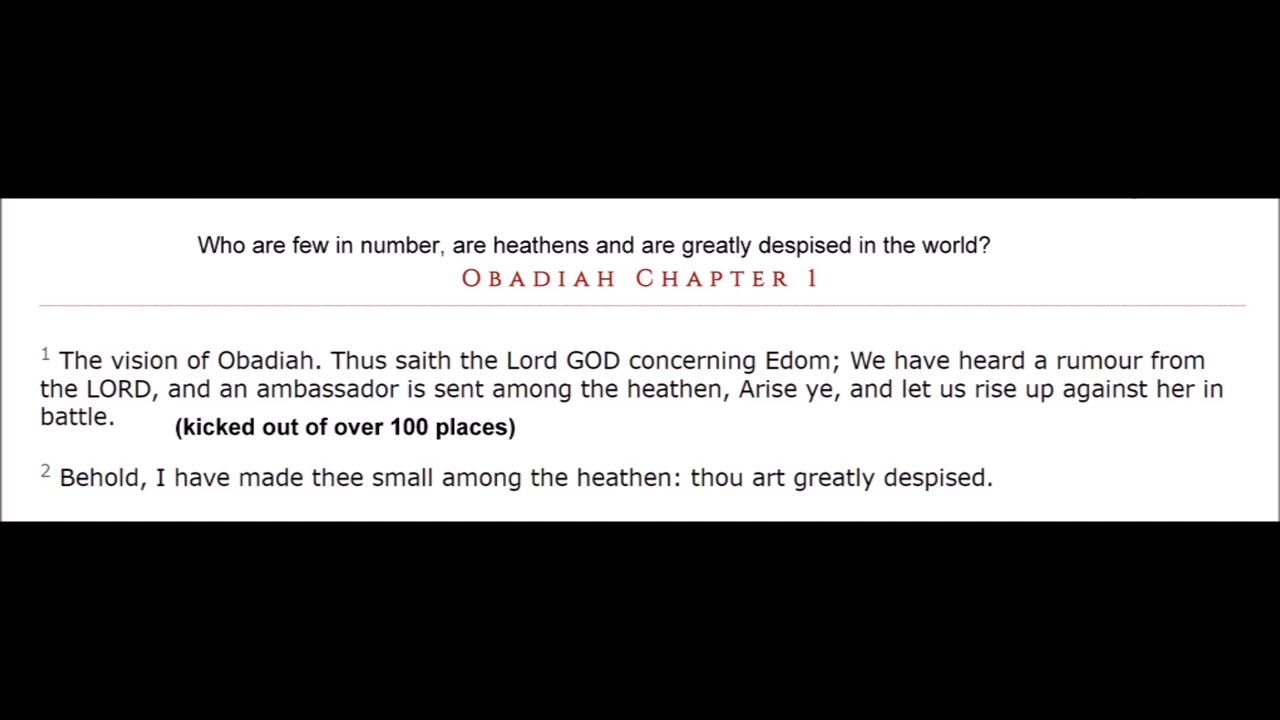 Who are few in number, are heathens and are greatly despised in the world?
OBADIAH CHAPTER 1
1 The vision of Obadiah. Thus saith the Lord GOD concerning Edom; We have heard a rumour from
the LORD, and an ambassador is sent among the heathen, Arise ye, and let us rise up against her in
battle.
(kicked out of over 100 places)
2 Behold, I have made thee small among the heathen: thou art greatly despised.